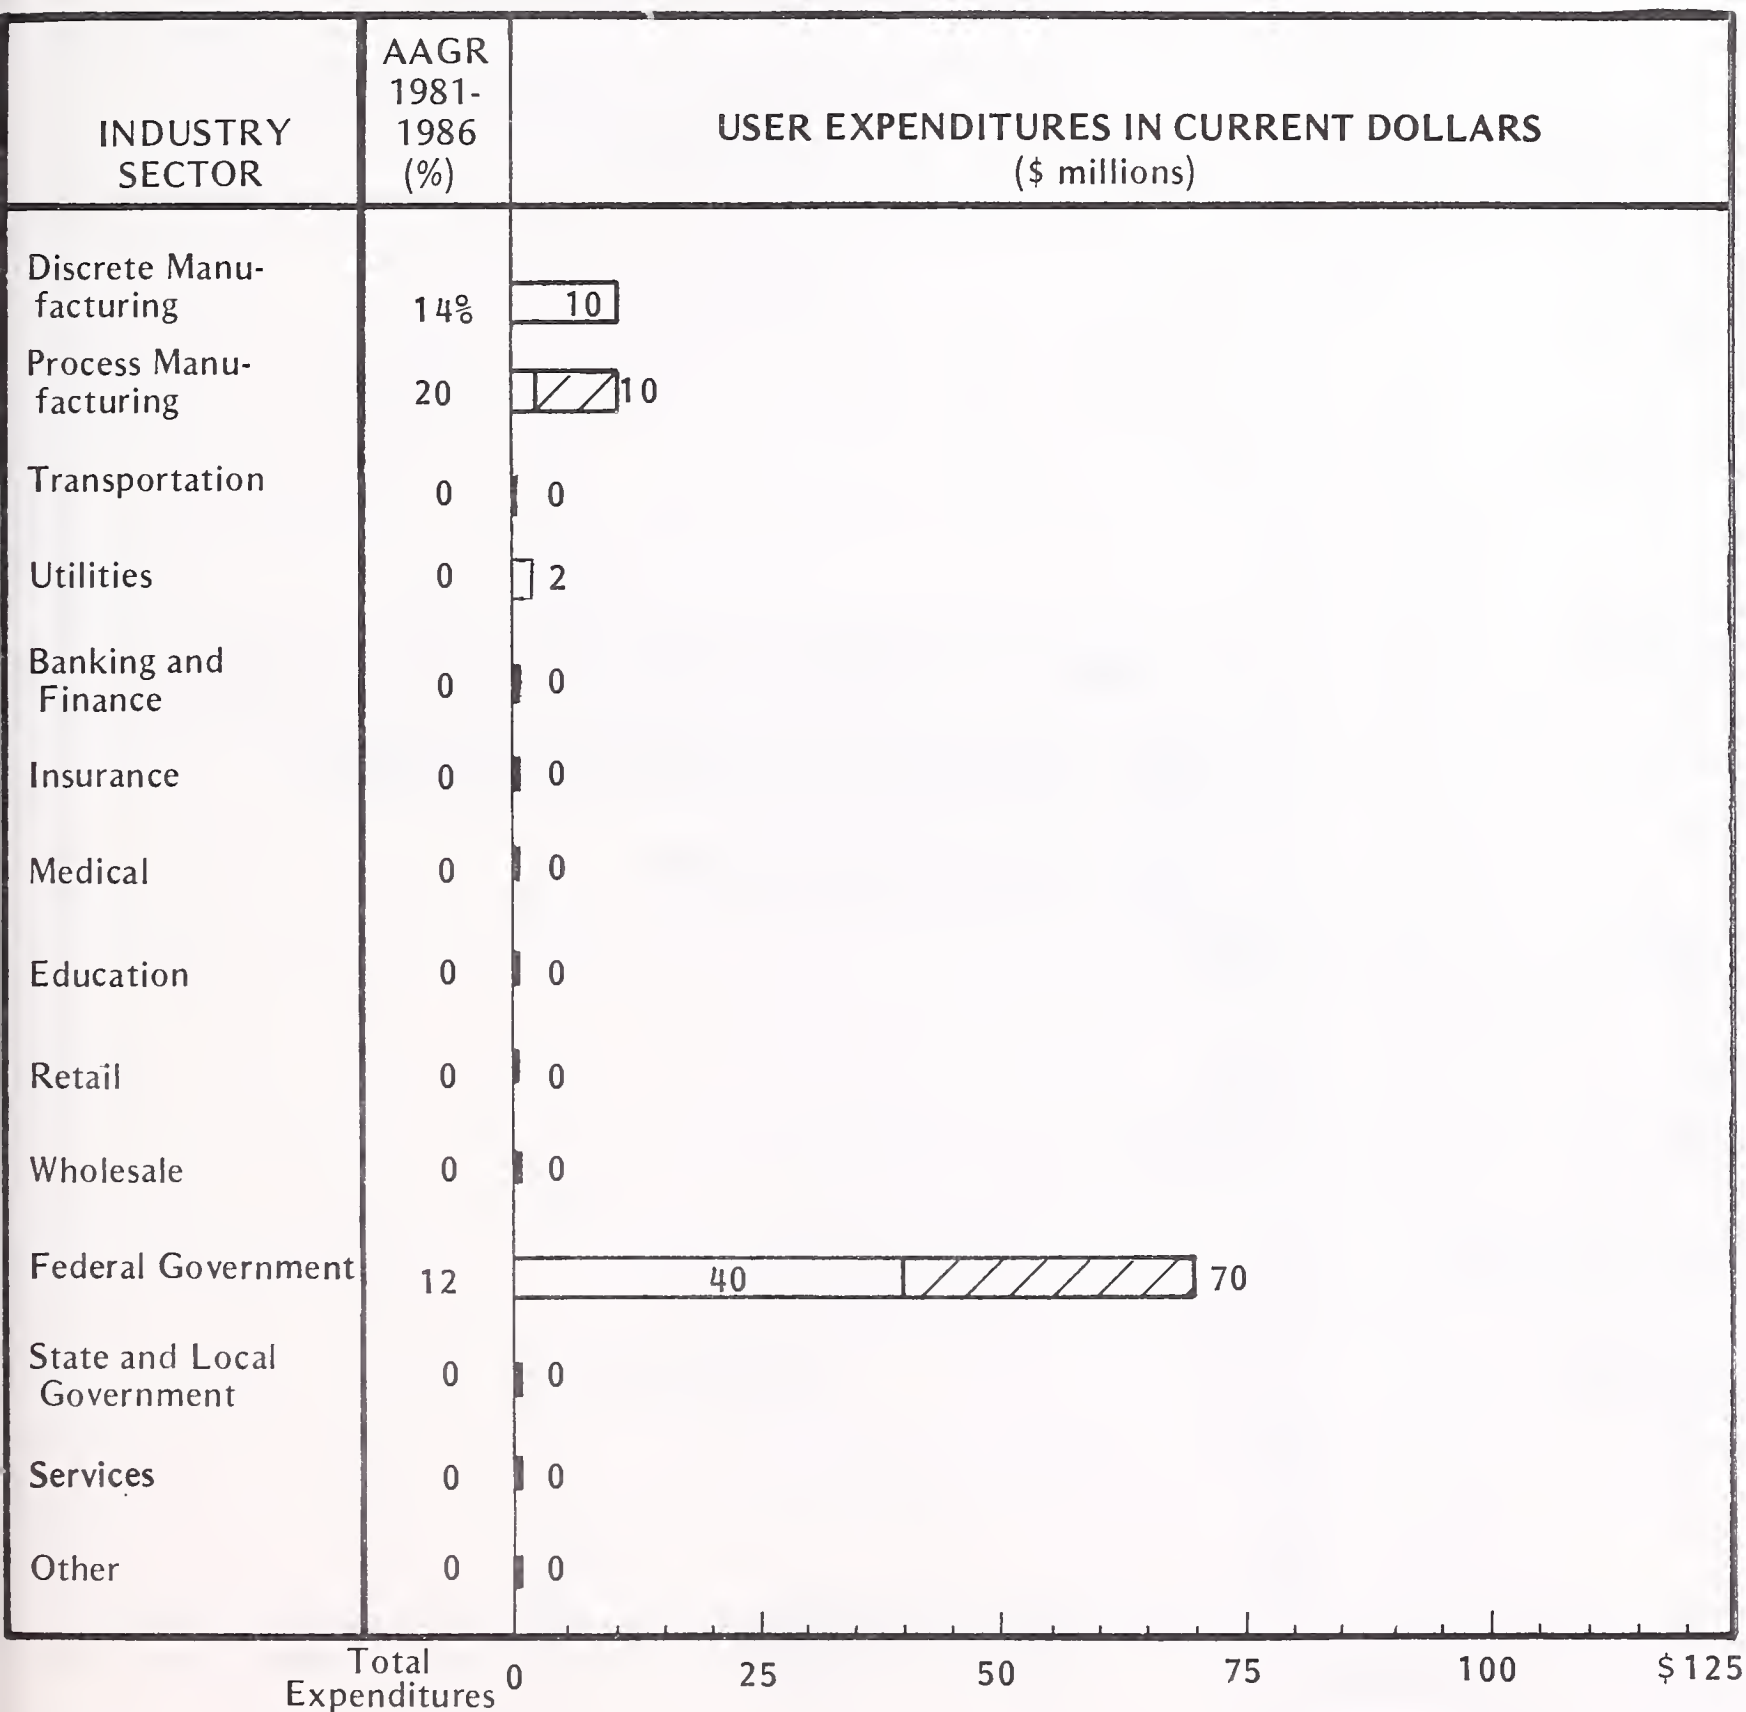 INDUSTRY
SECTOR
AAGR
1981-
1986
(%)
USER EXPENDITURES IN CURRENT DOLLARS
($ millions)
Discrete Manu-
facturing
14%
10
Process Manu-
facturing
20
10
Transportation
0
0
Utilities
0
2
Banking and
Finance
0
0
Insurance
0
0
Medical
0
0
Education
0
0
Retail
0
0
Wholesale
0
0
Federal Government
12
40
70
State and Local
Government
0
0
Services
0
0
Other
0
0
Total
Expenditures
0
25
50
75
100
$125